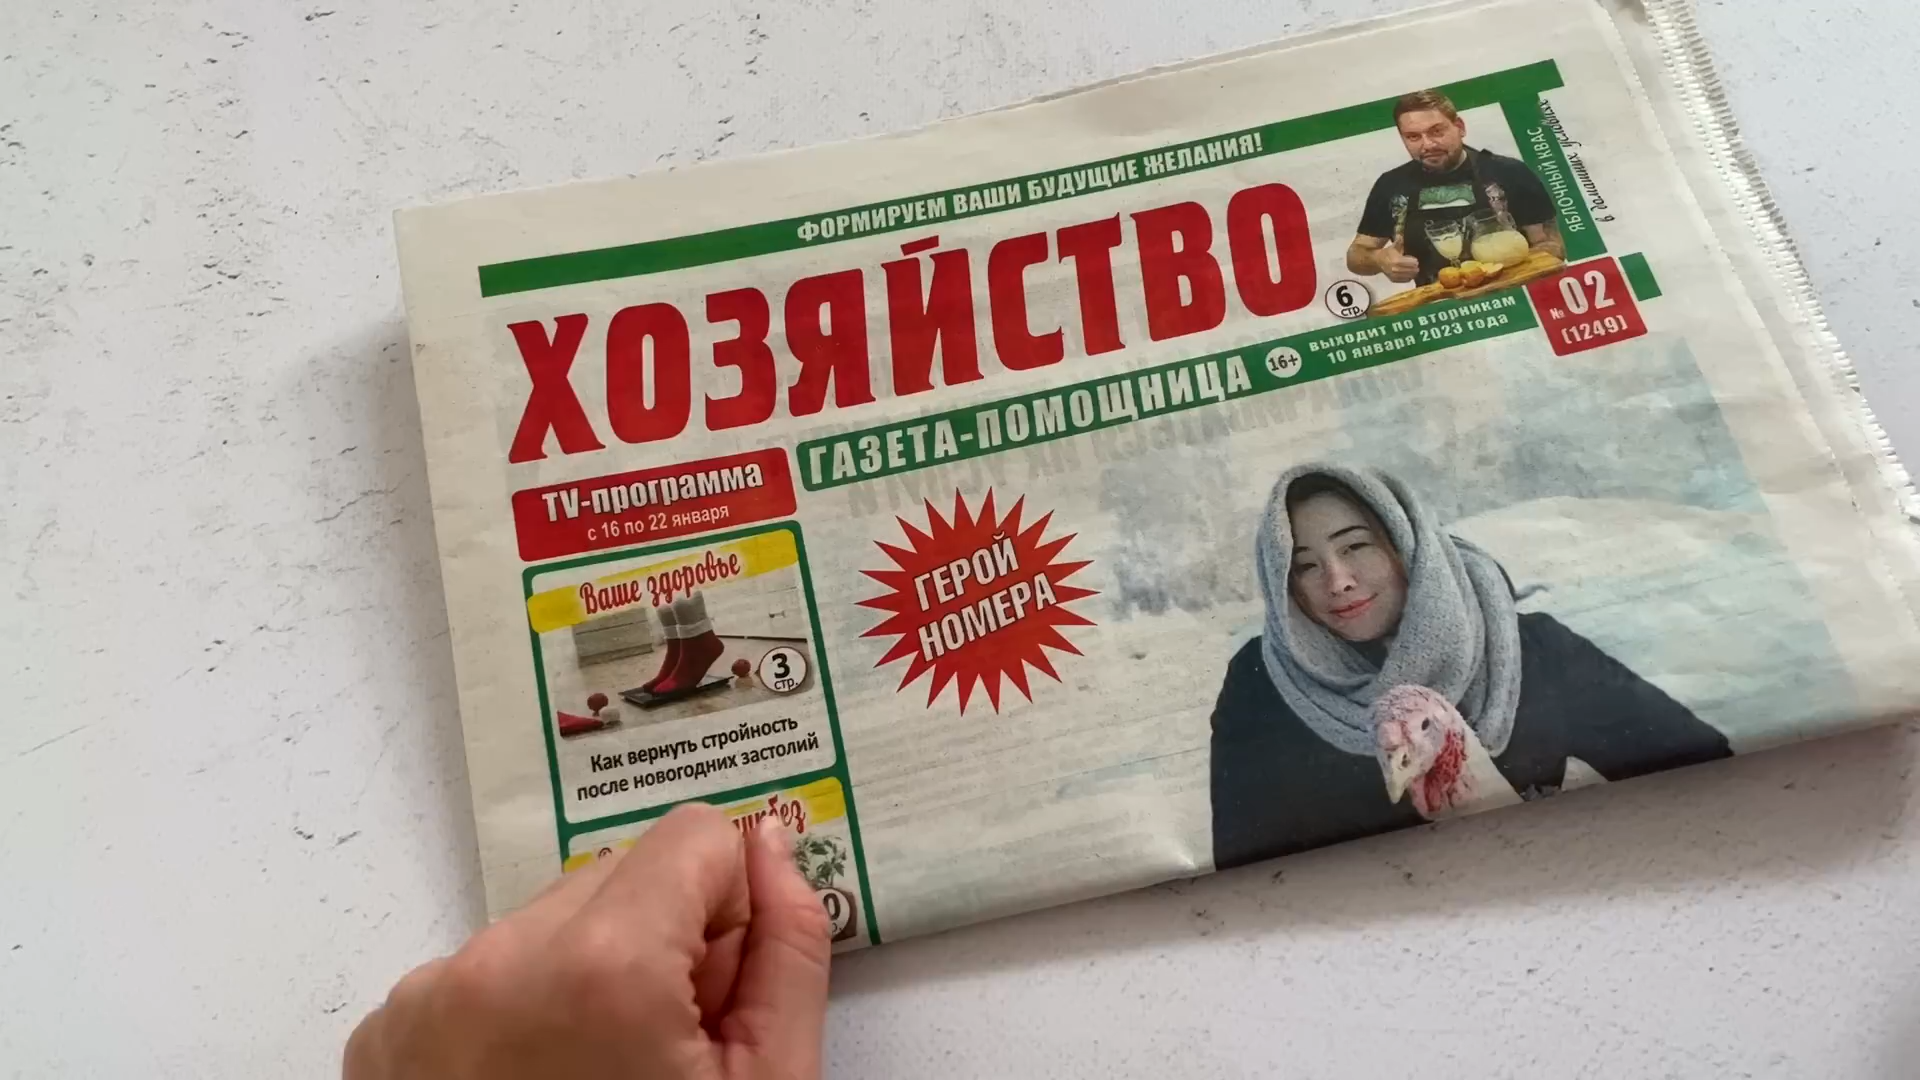 ФОРМИРУЕМ ВАШИ БУДУЩИЕ ЖЕЛАНИЯ!
ЯБЛОЧНЫЙ КВАС
в домашних условиях
ХОЗЯЙСТВО
6
стр.
ГАЗЕТА-ПОМОЩНИЦА
16+
выходит по вторникам
10 января 2023 года
№ 02
(1249)
TV-программа
с 16 по 22 января
Ваше здоровье
3
стр.
Как вернуть стройность
после новогодних застолий
ГЕРОЙ
НОМЕРА